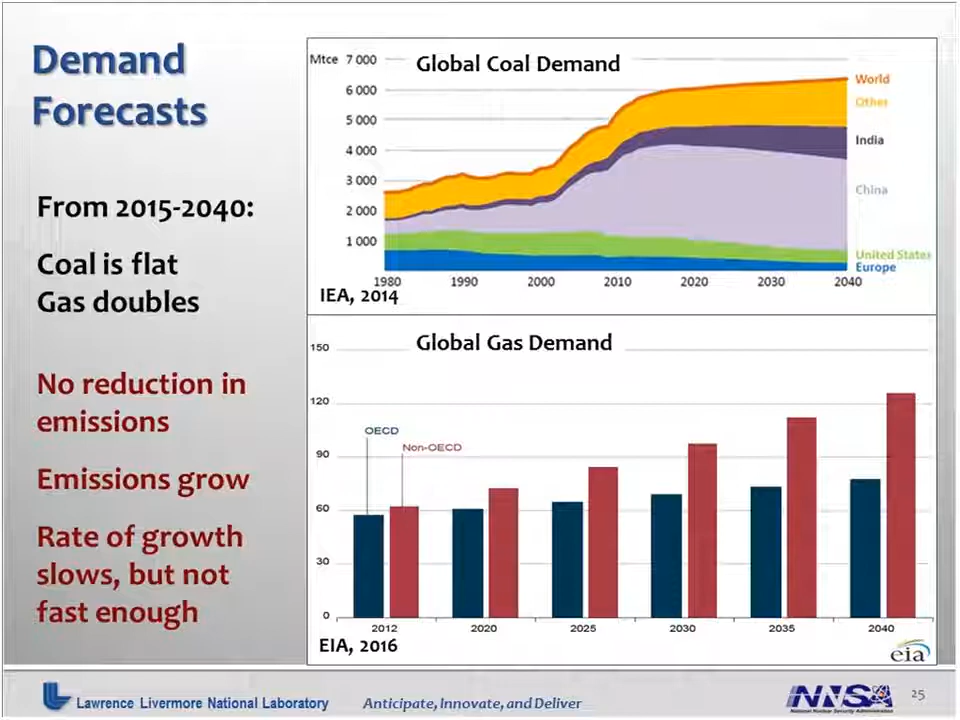 Demand
Forecasts
From 2015-2040:
Coal is flat
Gas doubles
No reduction in
emissions
Emissions grow
Rate of growth
slows, but not
fast enough
Global Coal Demand
Mtce 7 000
6 000
5 000
4 000
3 000
2 000
1 000
1980 1990 2000 2010 2020 2030 2040
World
Other
India
China
United States
Europe
IEA, 2014
Global Gas Demand
150
120
90
60
30
0
OECD
Non-OECD
2012 2020 2025 2030 2035 2040
EIA, 2016
eia
Lawrence Livermore National Laboratory
Anticipate, Innovate, and Deliver
NNSA
National Nuclear Security Administration
25